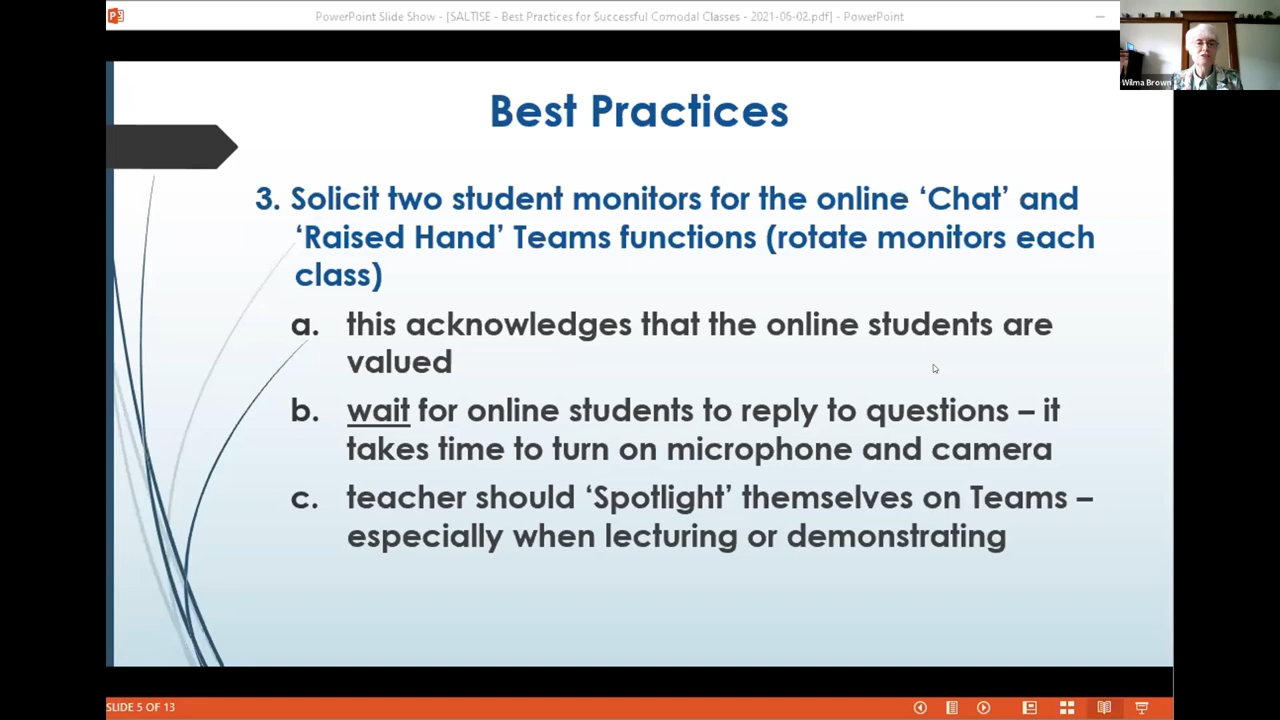 PowerPoint Slide Show - [SALTISE - Best Practices for Successful Comodal Classes - 2021-06-02.pdf] - PowerPoint
Wilma Brown
Best Practices
3. Solicit two student monitors for the online ‘Chat’ and
‘Raised Hand’ Teams functions (rotate monitors each
class)
a. this acknowledges that the online students are
valued
b. wait for online students to reply to questions – it
takes time to turn on microphone and camera
c. teacher should ‘Spotlight’ themselves on Teams –
especially when lecturing or demonstrating
SLIDE 5 OF 13